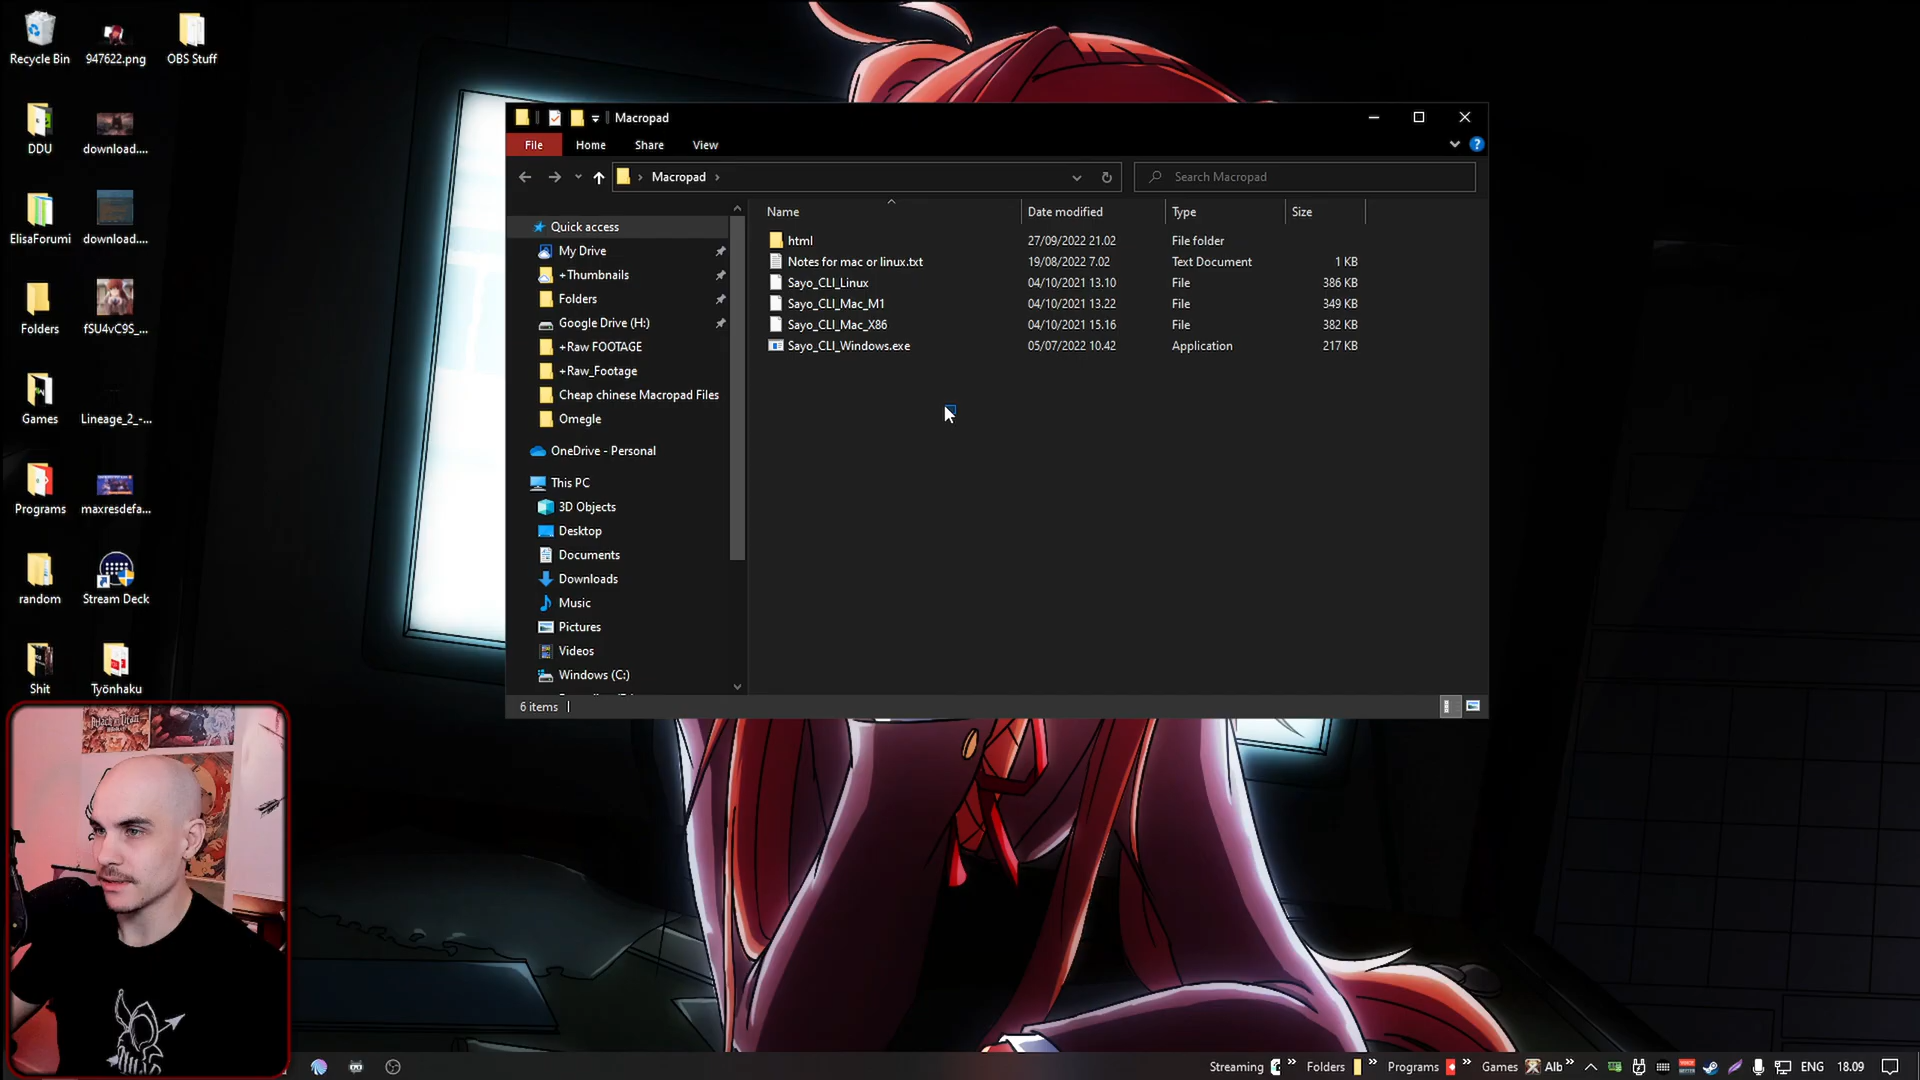 Recycle Bin
947622.png
OBS Stuff
DDU
download....
ElisaForumi
download....
Folders
fSU4vC9S_...
Games
Lineage_2_-...
Programs
maxresdefa...
random
Stream Deck
Shit
Työnhaku
Macropad
File
Home
Share
View
Macropad
Search Macropad
Quick access
My Drive
+Thumbnails
Folders
Google Drive (H:)
+Raw FOOTAGE
+Raw_Footage
Cheap chinese Macropad Files
Omegle
OneDrive - Personal
This PC
3D Objects
Desktop
Documents
Downloads
Music
Pictures
Videos
Windows (C:)
Name Date modified Type Size
html 27/09/2022 21.02 File folder
Notes for mac or linux.txt 19/08/2022 7.02 Text Document 1 KB
Sayo_CLI_Linux 04/10/2021 13.10 File 386 KB
Sayo_CLI_Mac_M1 04/10/2021 13.22 File 349 KB
Sayo_CLI_Mac_X86 04/10/2021 15.16 File 382 KB
Sayo_CLI_Windows.exe 05/07/2022 10.42 Application 217 KB
6 items
Streaming
Folders
Programs
Games
Alb
ENG
18.09